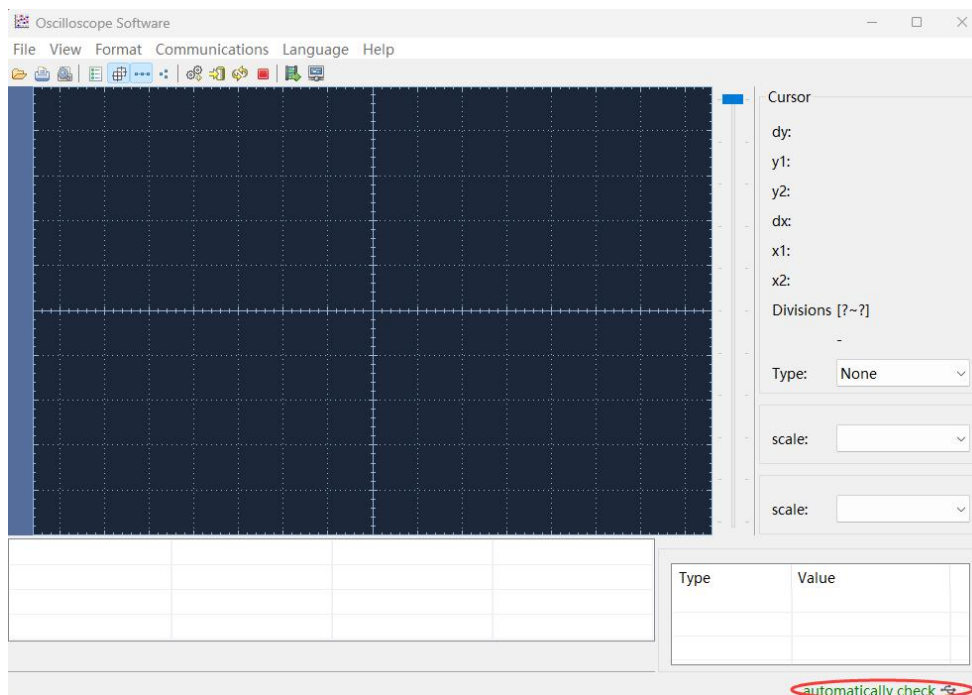 Oscilloscope Software
File View Format Communications Language Help
Cursor
dy:
y1:
y2:
dx:
x1:
x2:
Divisions [?~?]
-
Type: None
scale:
scale:
Type Value
automatically check